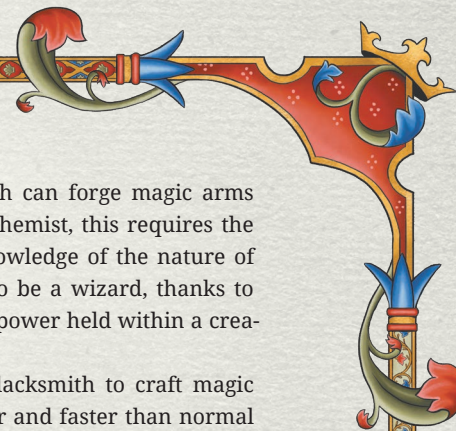 h can forge magic arms
hemist, this requires the
owledge of the nature of
o be a wizard, thanks to
power held within a crea-
lacksmith to craft magic
r and faster than normal